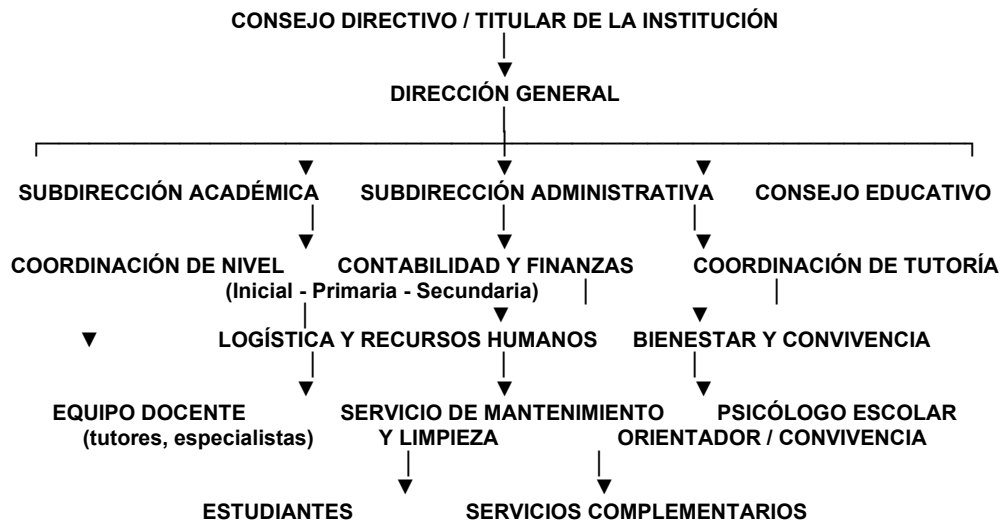 CONSEJO DIRECTIVO / TITULAR DE LA INSTITUCIÓN
DIRECCIÓN GENERAL
SUBDIRECCIÓN ACADÉMICA SUBDIRECCIÓN ADMINISTRATIVA CONSEJO EDUCATIVO
COORDINACIÓN DE NIVEL CONTABILIDAD Y FINANZAS COORDINACIÓN DE TUTORÍA
(Inicial - Primaria - Secundaria)
LOGÍSTICA Y RECURSOS HUMANOS BIENESTAR Y CONVIVENCIA
EQUIPO DOCENTE SERVICIO DE MANTENIMIENTO PSICÓLOGO ESCOLAR
(tutores, especialistas) Y LIMPIEZA ORIENTADOR / CONVIVENCIA
ESTUDIANTES SERVICIOS COMPLEMENTARIOS